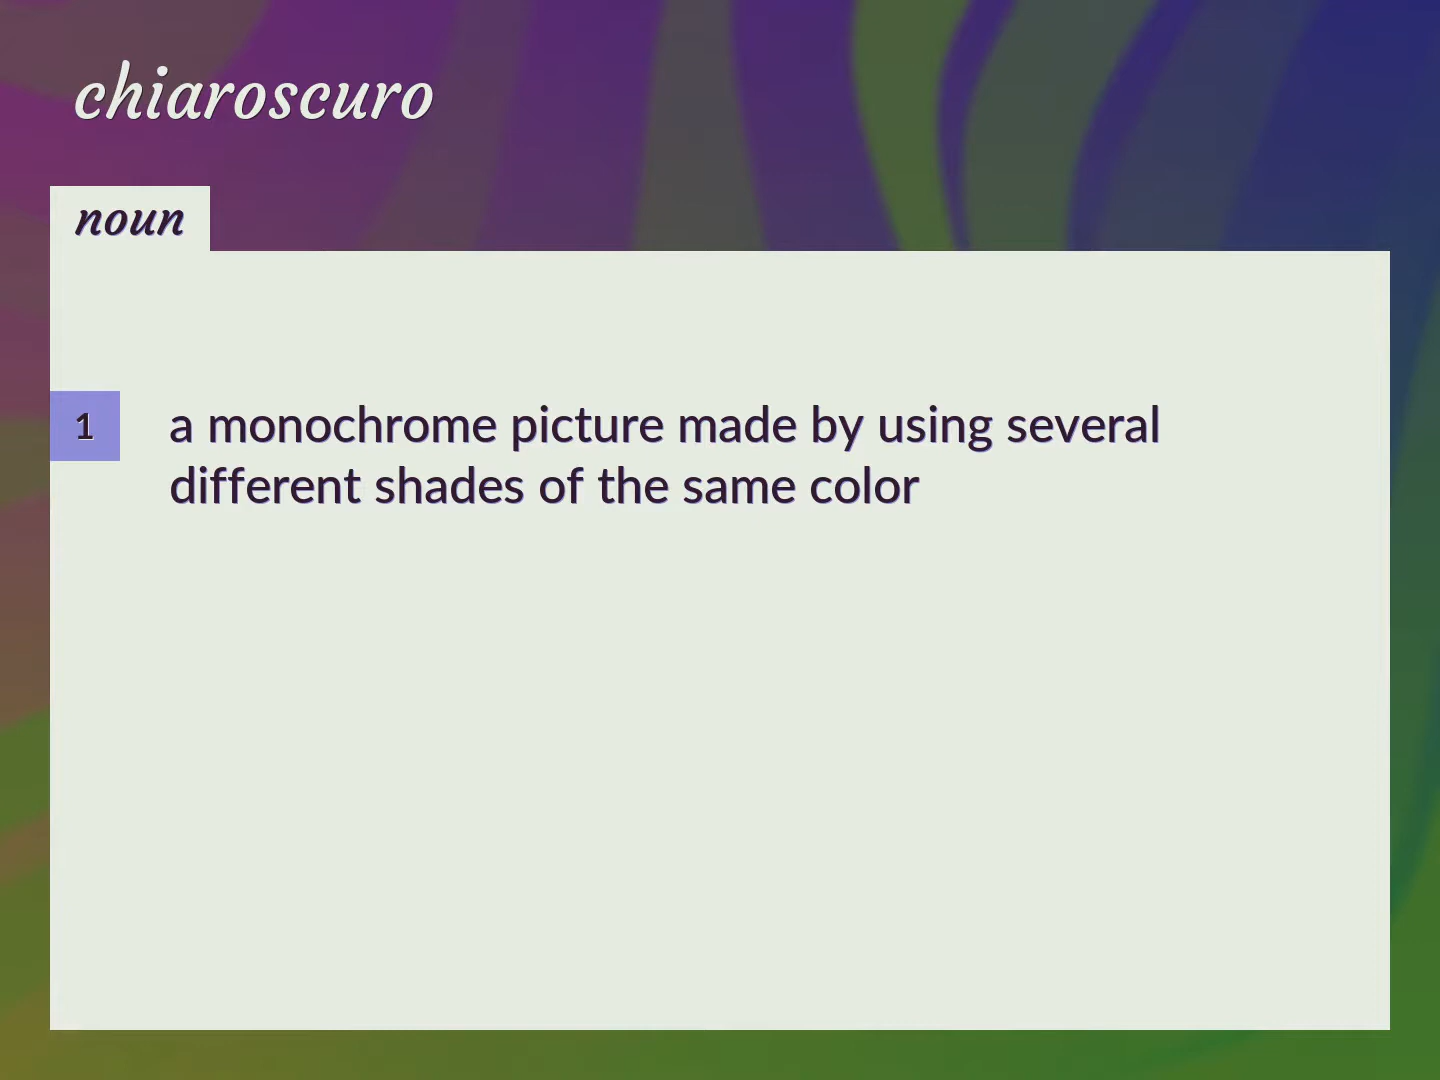 chiaroscuro
noun
1
a monochrome picture made by using several
different shades of the same color